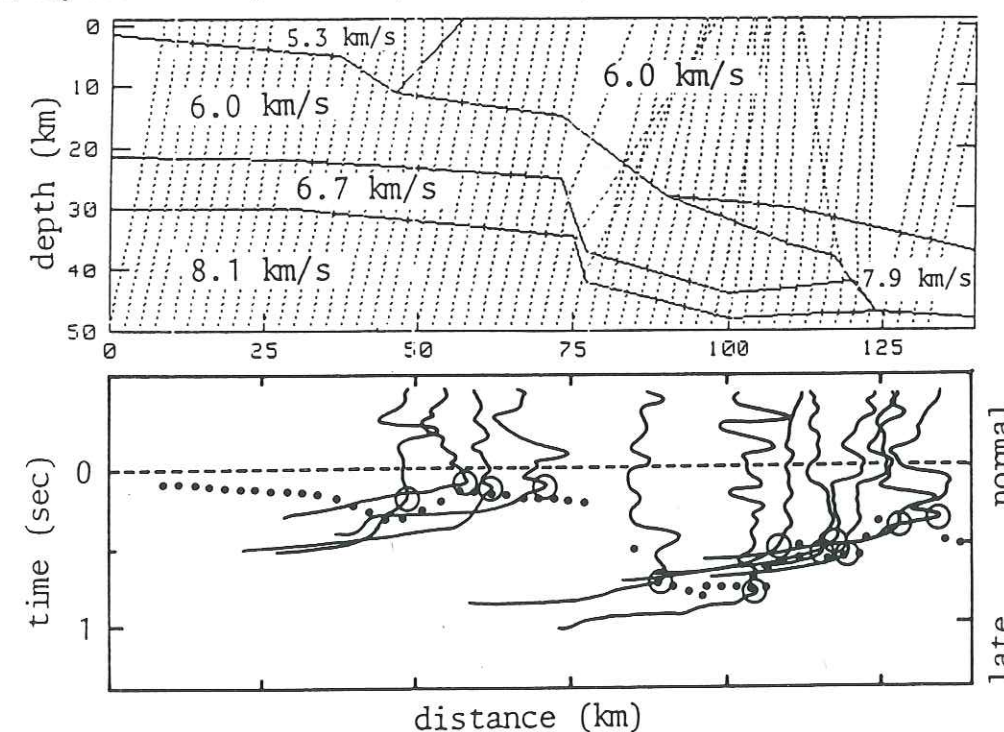 0
10
20
30
40
50
depth (km)
5.3 km/s
6.0 km/s
6.0 km/s
6.7 km/s
8.1 km/s
7.9 km/s
0 25 50 75 100 125
0
1
time (sec)
normal
late
distance (km)